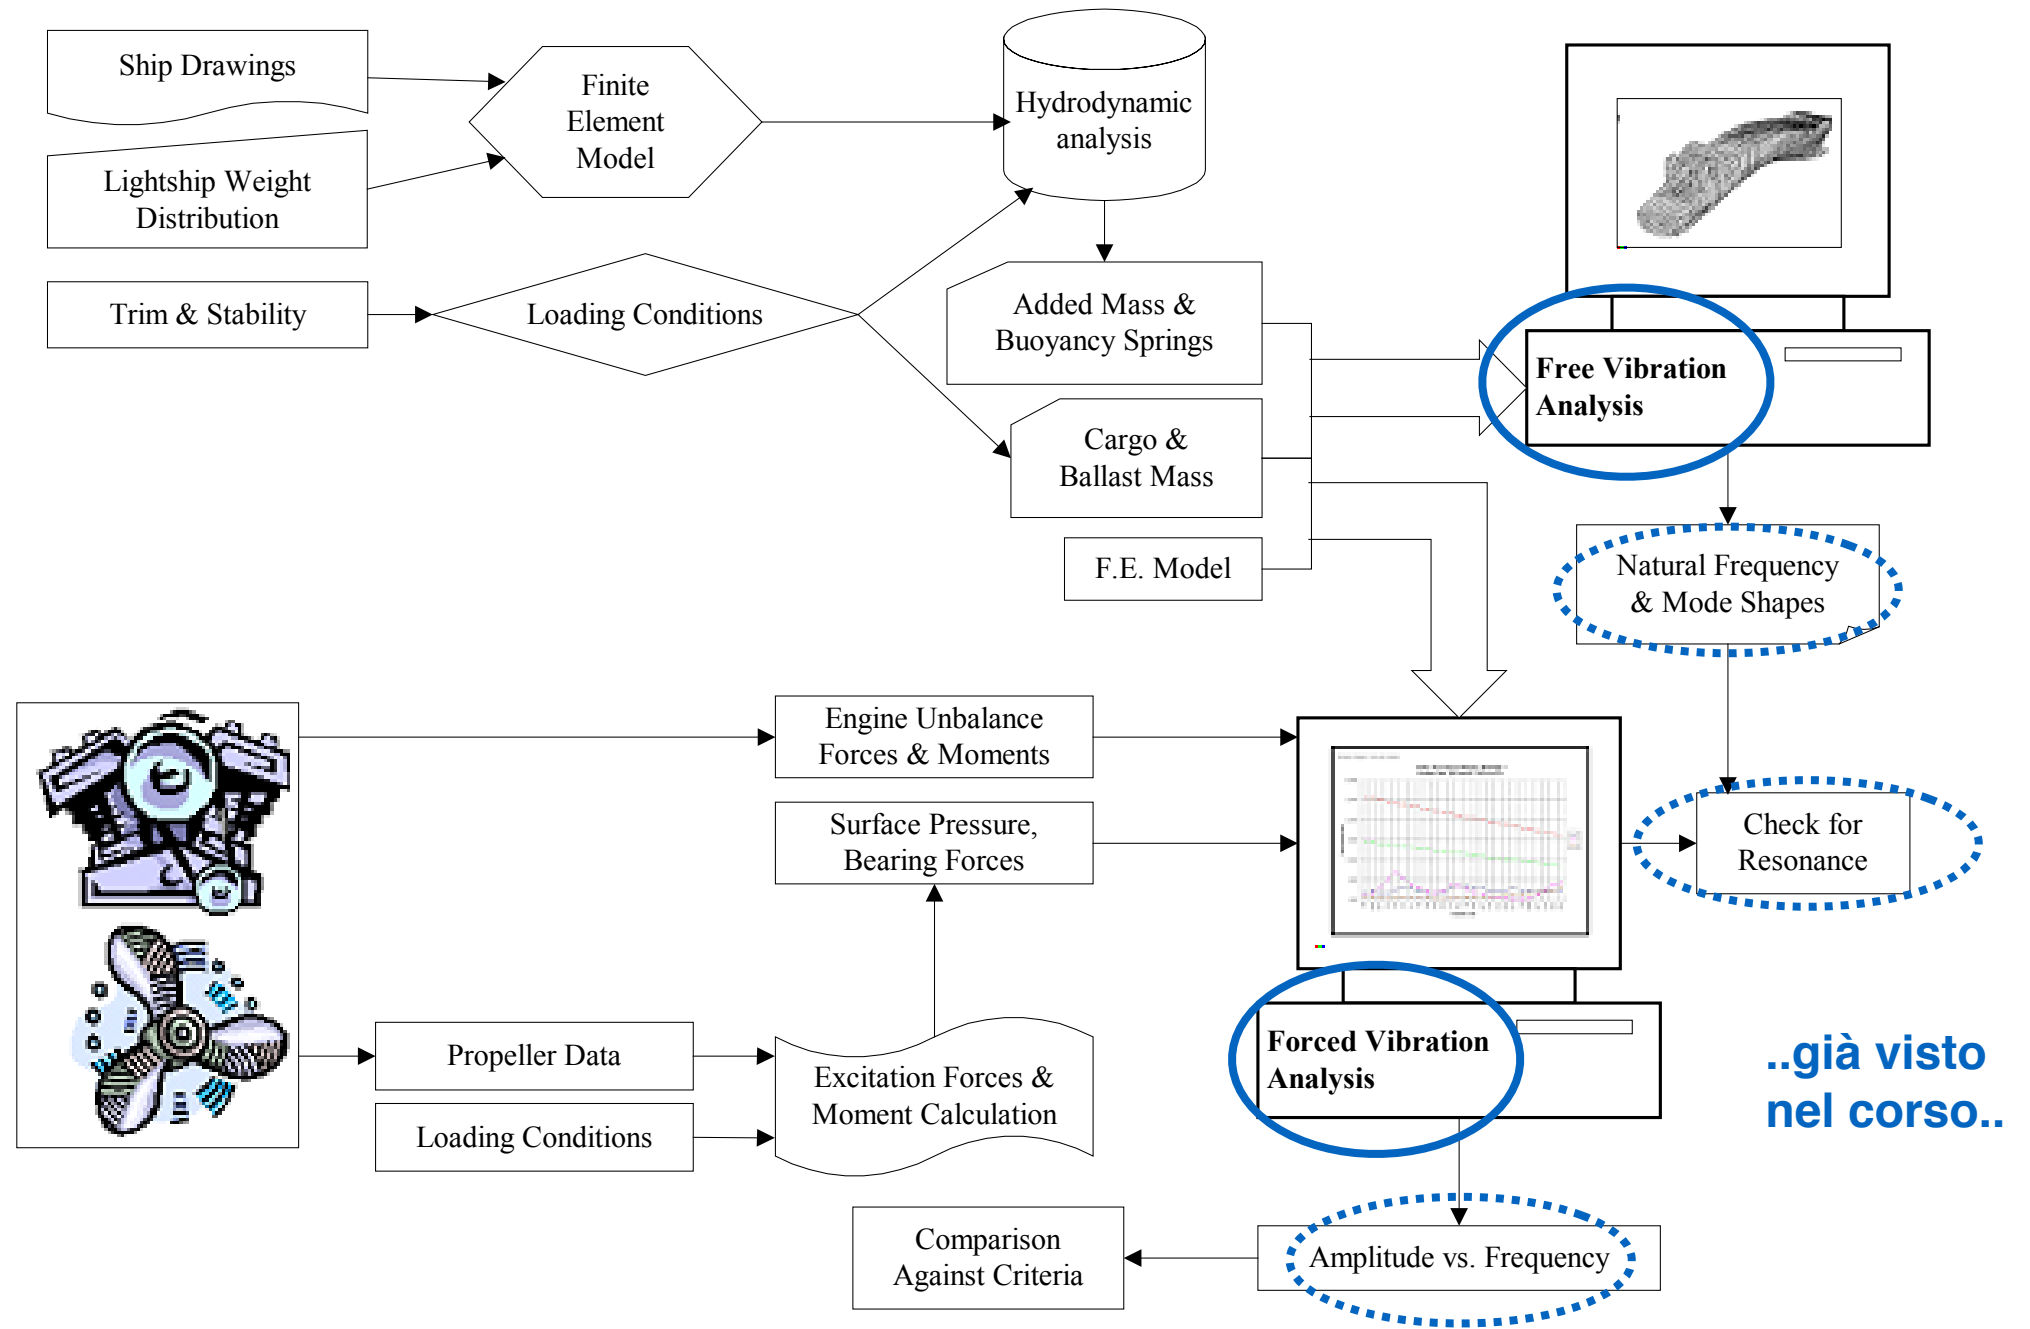 Ship Drawings
Finite
Element
Model
Hydrodynamic
analysis
Lightship Weight
Distribution
Trim & Stability
Loading Conditions
Added Mass &
Buoyancy Springs
Free Vibration
Analysis
Cargo &
Ballast Mass
F.E. Model
Natural Frequency
& Mode Shapes
Engine Unbalance
Forces & Moments
Surface Pressure,
Bearing Forces
Check for
Resonance
Propeller Data
Loading Conditions
Excitation Forces &
Moment Calculation
Forced Vibration
Analysis
..già visto
nel corso..
Comparison
Against Criteria
Amplitude vs. Frequency